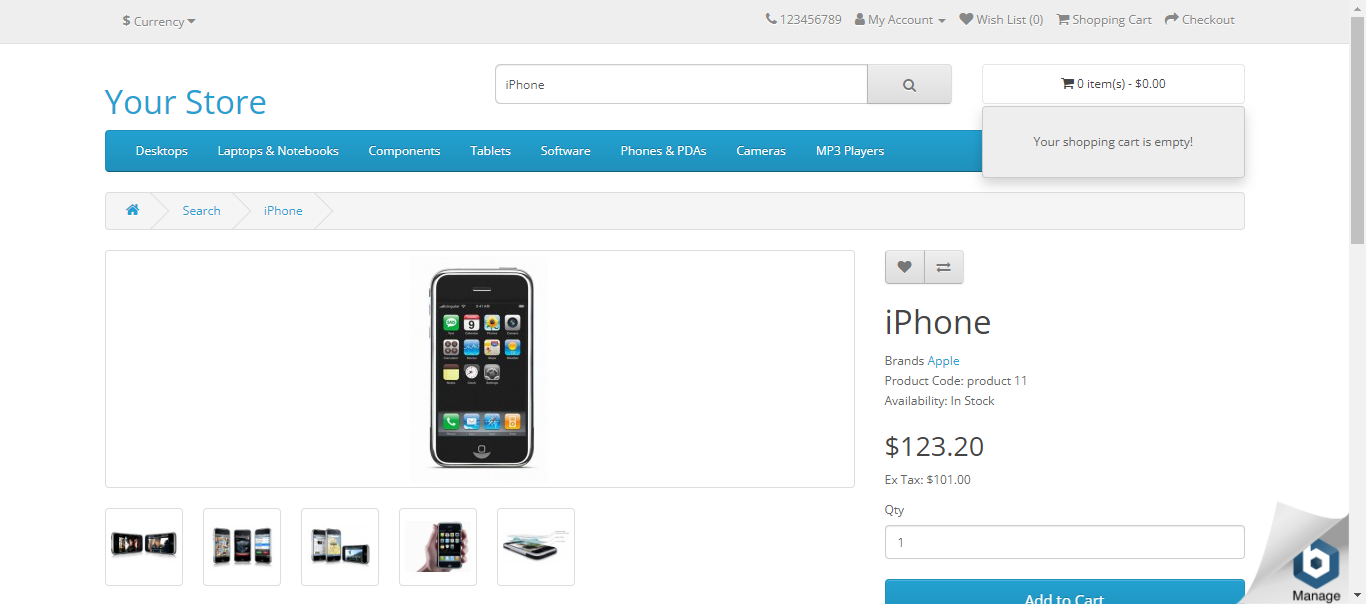 $ Currency
123456789
My Account
Wish List (0)
Shopping Cart
Checkout
Your Store
iPhone
0 item(s) - $0.00
Your shopping cart is empty!
Desktops
Laptops & Notebooks
Components
Tablets
Software
Phones & PDAs
Cameras
MP3 Players
Search
iPhone
iPhone
Brands Apple
Product Code: product 11
Availability: In Stock
$123.20
Ex Tax: $101.00
Qty
1
Add to Cart
Manage